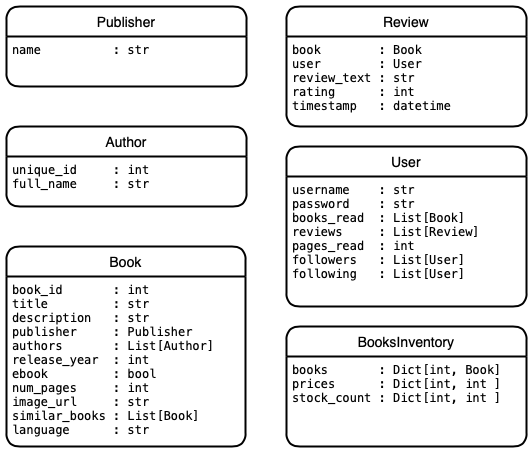 Publisher
name : str
Author
unique_id : int
full_name : str
Book
book_id : int
title : str
description : str
publisher : Publisher
authors : List[Author]
release_year : int
ebook : bool
num_pages : int
image_url : str
similar_books : List[Book]
language : str
Review
book : Book
user : User
review_text : str
rating : int
timestamp : datetime
User
username : str
password : str
books_read : List[Book]
reviews : List[Review]
pages_read : int
followers : List[User]
following : List[User]
BooksInventory
books : Dict[int, Book]
prices : Dict[int, int ]
stock_count : Dict[int, int ]